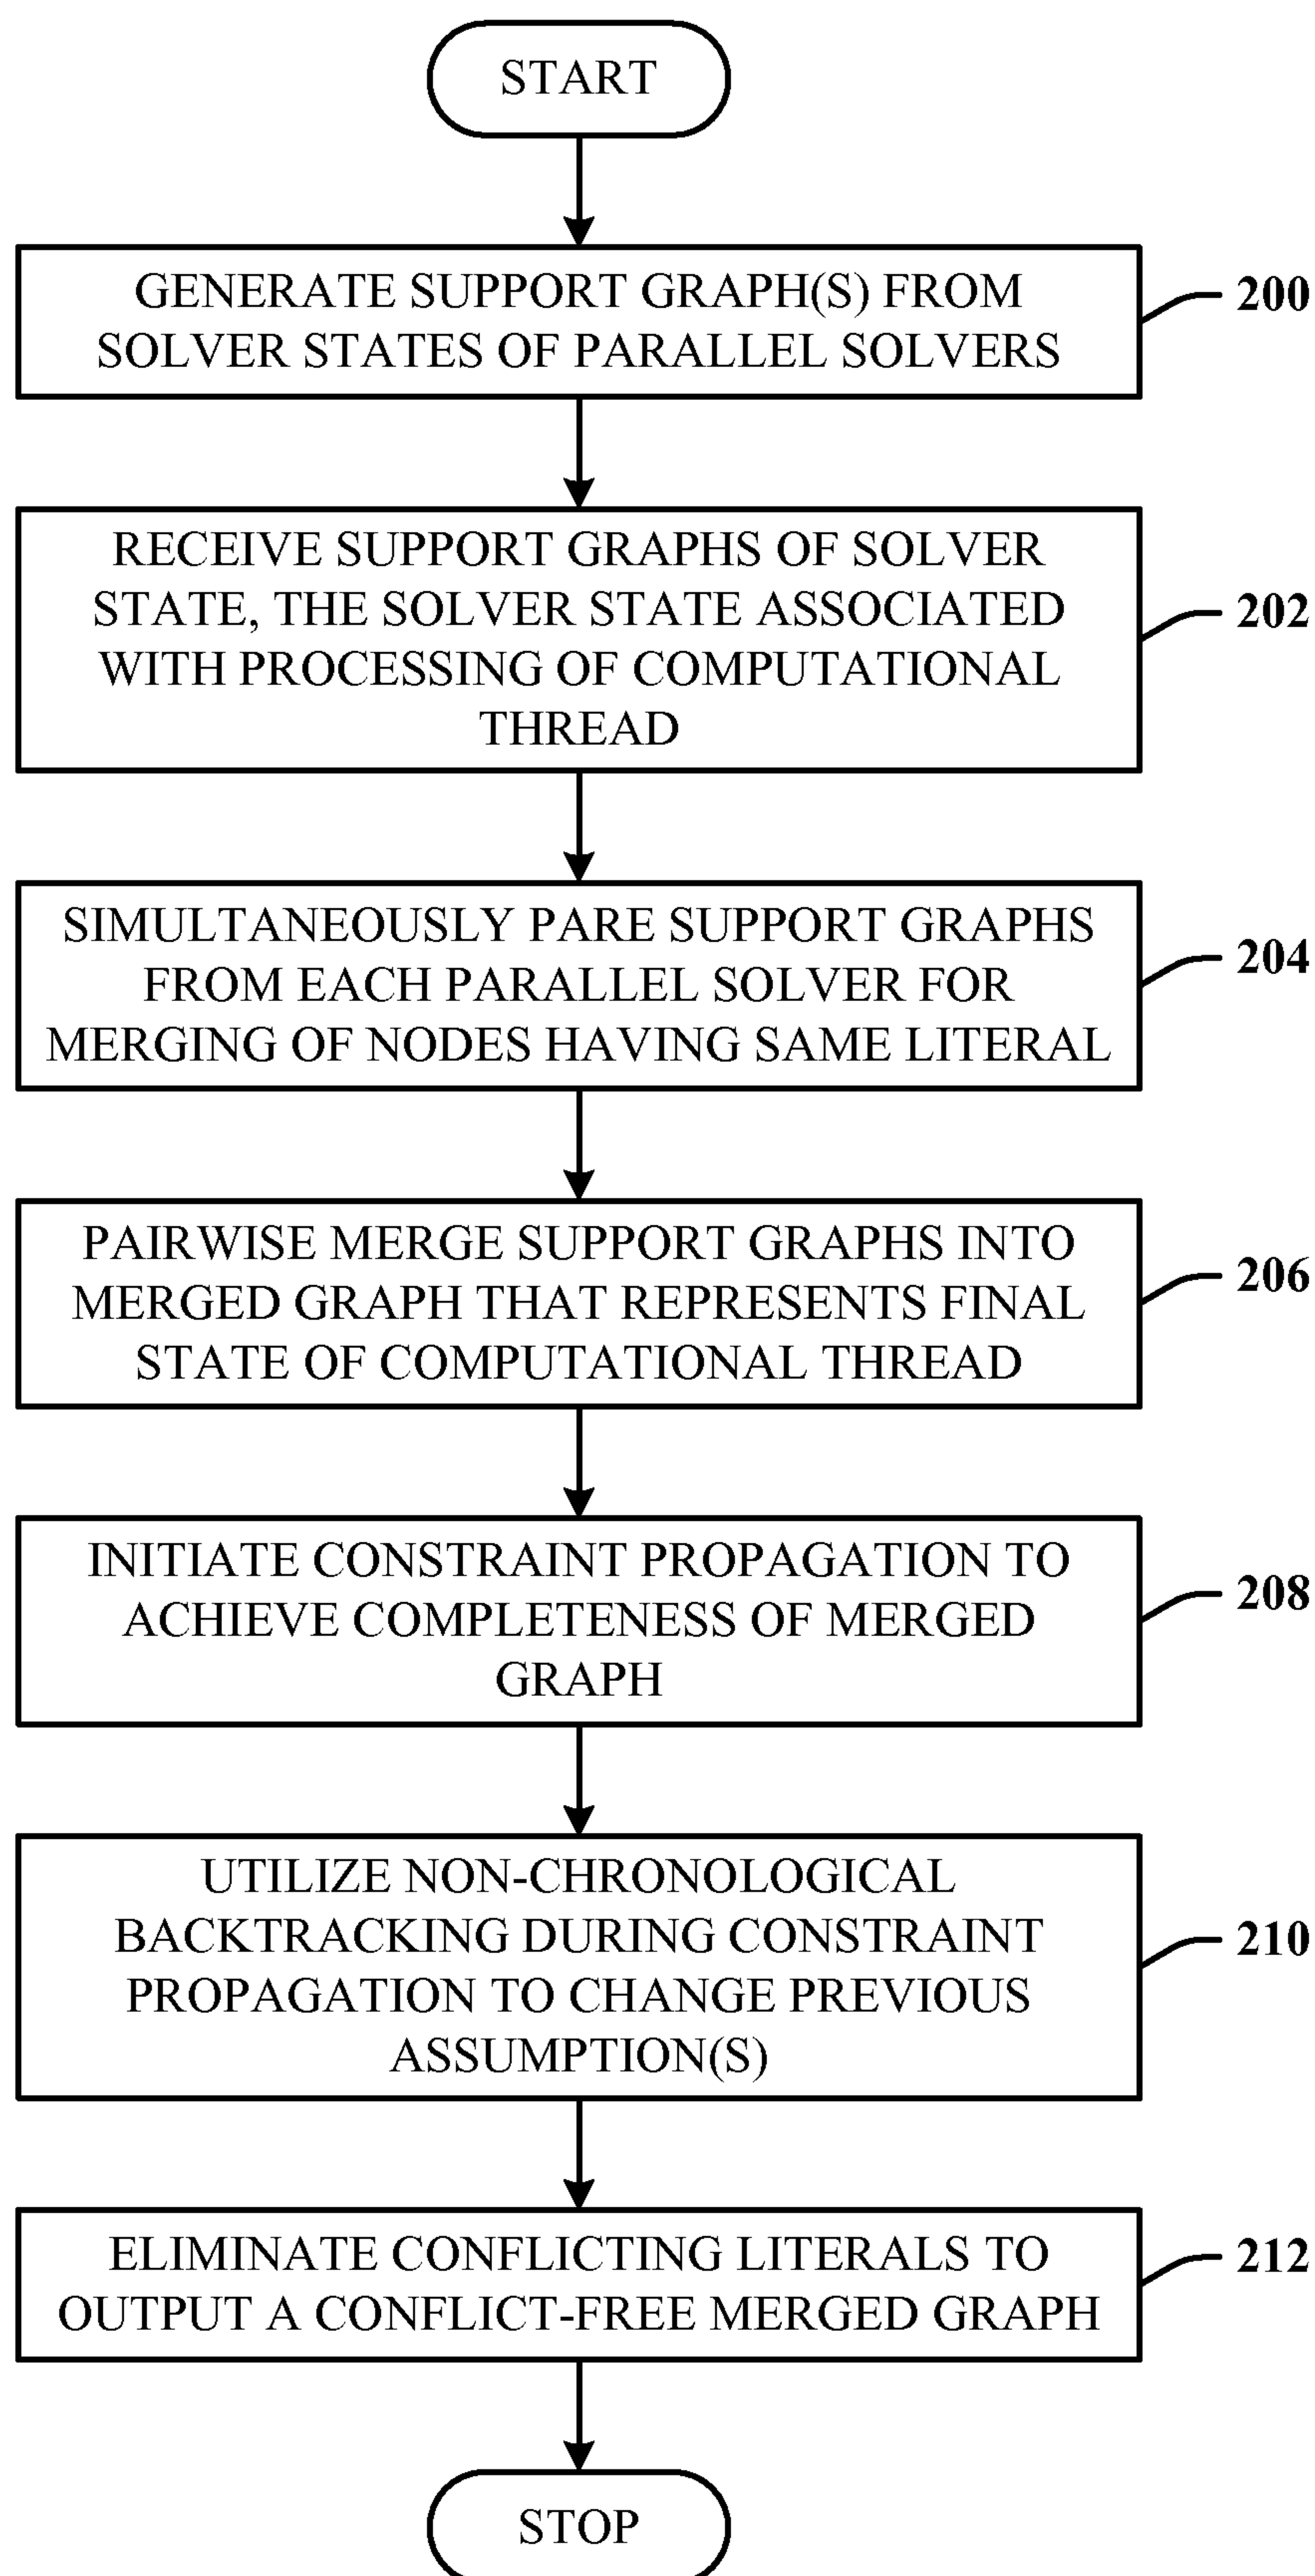 START
GENERATE SUPPORT GRAPH(S) FROM
SOLVER STATES OF PARALLEL SOLVERS
200
RECEIVE SUPPORT GRAPHS OF SOLVER
STATE, THE SOLVER STATE ASSOCIATED
WITH PROCESSING OF COMPUTATIONAL
THREAD
202
SIMULTANEOUSLY PARE SUPPORT GRAPHS
FROM EACH PARALLEL SOLVER FOR
MERGING OF NODES HAVING SAME LITERAL
204
PAIRWISE MERGE SUPPORT GRAPHS INTO
MERGED GRAPH THAT REPRESENTS FINAL
STATE OF COMPUTATIONAL THREAD
206
INITIATE CONSTRAINT PROPAGATION TO
ACHIEVE COMPLETENESS OF MERGED
GRAPH
208
UTILIZE NON-CHRONOLOGICAL
BACKTRACKING DURING CONSTRAINT
PROPAGATION TO CHANGE PREVIOUS
ASSUMPTION(S)
210
ELIMINATE CONFLICTING LITERALS TO
OUTPUT A CONFLICT-FREE MERGED GRAPH
212
STOP